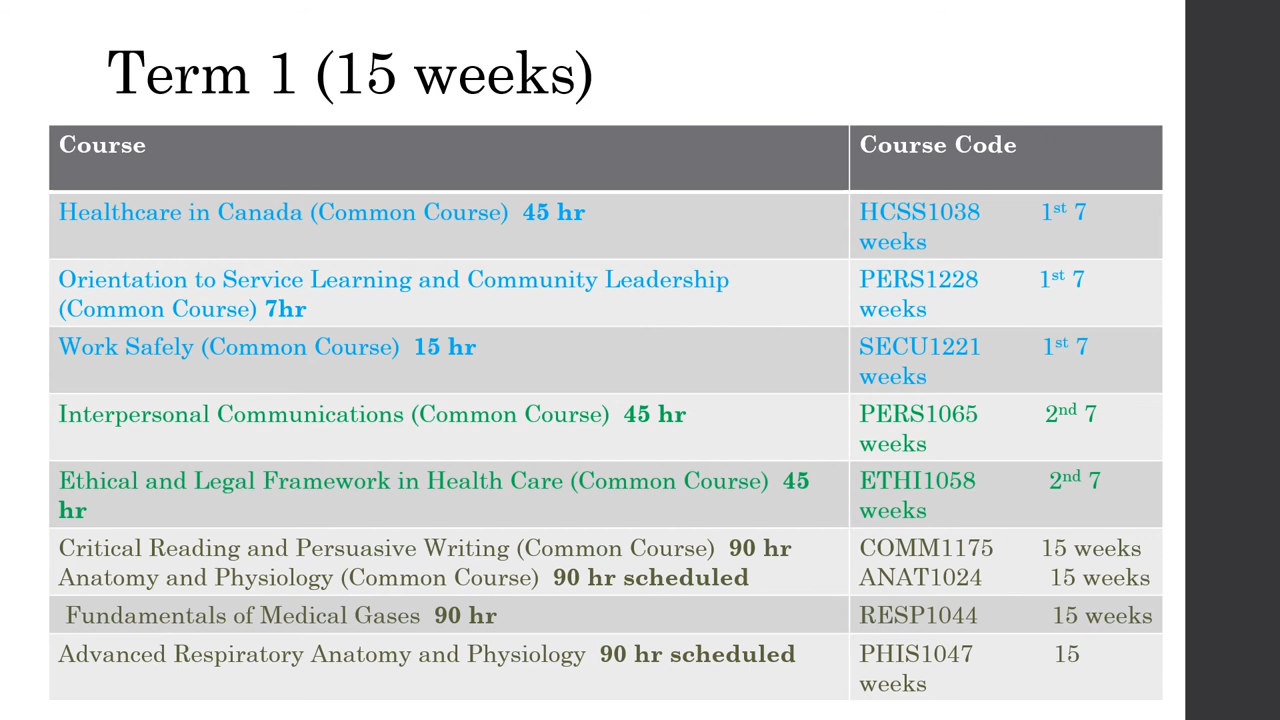 Term 1 (15 weeks)
Course Course Code
Healthcare in Canada (Common Course) 45 hr HCSS1038 1st 7
weeks
Orientation to Service Learning and Community Leadership PERS1228 1st 7
(Common Course) 7hr weeks
Work Safely (Common Course) 15 hr SECU1221 1st 7
weeks
Interpersonal Communications (Common Course) 45 hr PERS1065 2nd 7
weeks
Ethical and Legal Framework in Health Care (Common Course) 45 ETHI1058 2nd 7
hr weeks
Critical Reading and Persuasive Writing (Common Course) 90 hr COMM1175 15 weeks
Anatomy and Physiology (Common Course) 90 hr scheduled ANAT1024 15 weeks
Fundamentals of Medical Gases 90 hr RESP1044 15 weeks
Advanced Respiratory Anatomy and Physiology 90 hr scheduled PHIS1047 15
weeks